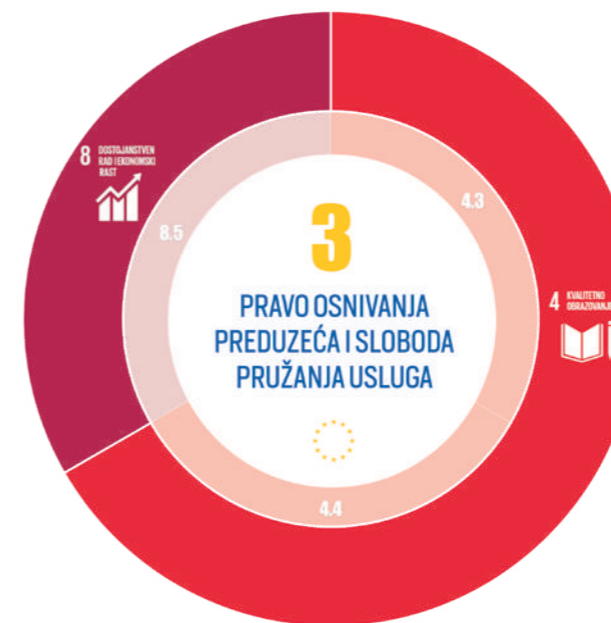 8 DOSTOJANSTVEN
RAD I EKONOMSKI
RAST
8.5
4.3
3
PRAVO OSNIVANJA
PREDUZEĆA I SLOBODA
PRUŽANJA USLUGA
4 KVALITETNO
OBRAZOVANJE
4.4